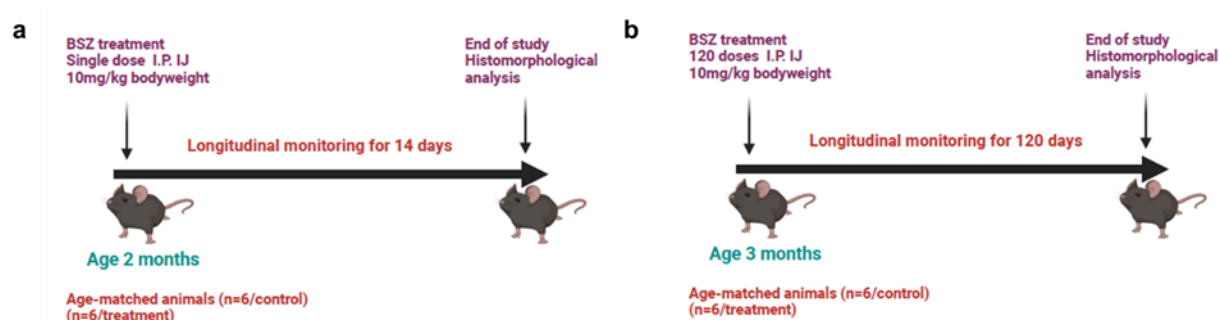 a
BSZ treatment
Single dose I.P. IJ
10mg/kg bodyweight
End of study
Histomorphological
analysis
Longitudinal monitoring for 14 days
Age 2 months
Age-matched animals (n=6/control)
(n=6/treatment)
b
BSZ treatment
120 doses I.P. IJ
10mg/kg bodyweight
End of study
Histomorphological
analysis
Longitudinal monitoring for 120 days
Age 3 months
Age-matched animals (n=6/control)
(n=6/treatment)